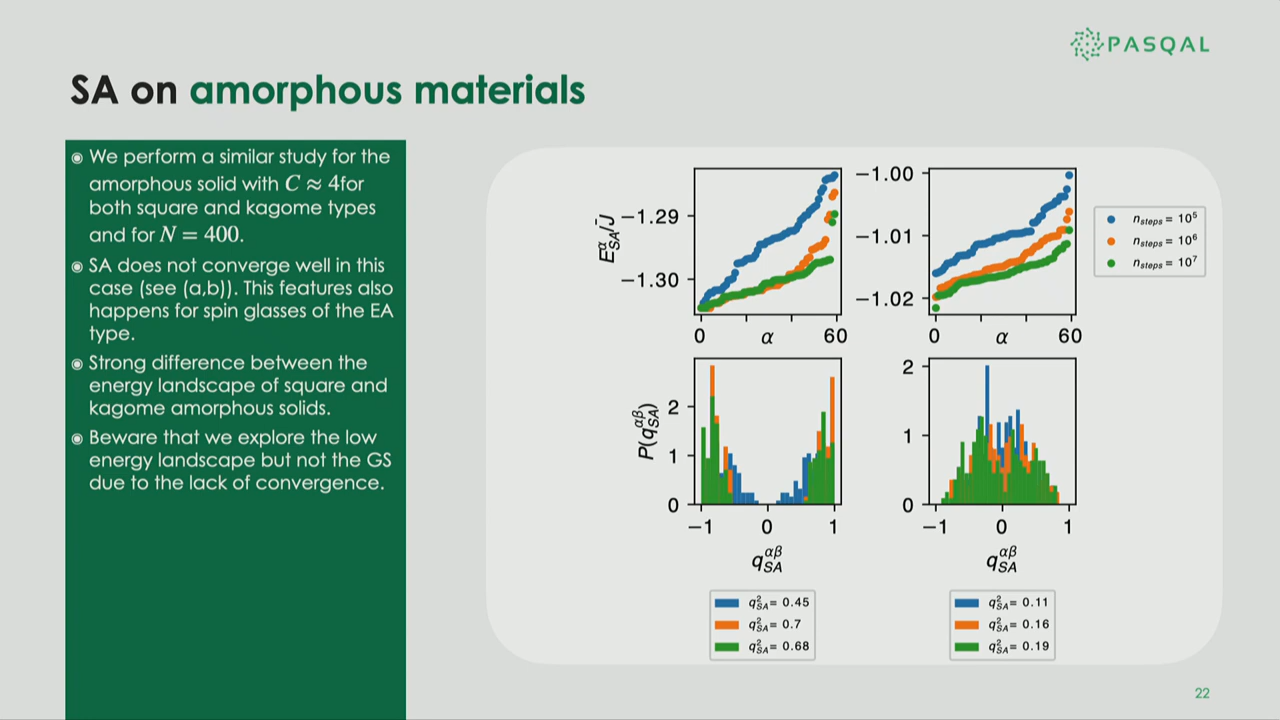 PASQAL
SA on amorphous materials
We perform a similar study for the
amorphous solid with C ≈ 4for
both square and kagome types
and for N = 400.
SA does not converge well in this
case (see (a,b)). This features also
happens for spin glasses of the EA
type.
Strong difference between the
energy landscape of square and
kagome amorphous solids.
Beware that we explore the low
energy landscape but not the GS
due to the lack of convergence.
E^α_SA/J̄
−1.29
−1.30
0 α 60
−1.00
−1.01
−1.02
0 α 60
n_steps = 10^5
n_steps = 10^6
n_steps = 10^7
P(q^αβ_SA)
2
1
0
−1 0 1
q^αβ_SA
2
1
0
−1 0 1
q^αβ_SA
q²_SA= 0.45
q²_SA= 0.7
q²_SA= 0.68
q²_SA= 0.11
q²_SA= 0.16
q²_SA= 0.19
22